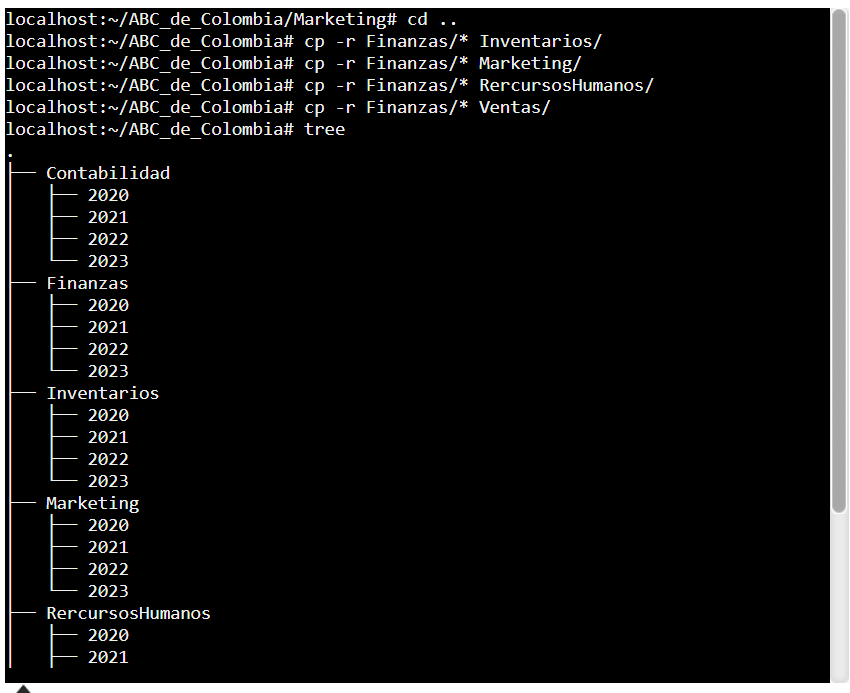 localhost:~/ABC_de_Colombia/Marketing# cd ..
localhost:~/ABC_de_Colombia# cp -r Finanzas/* Inventarios/
localhost:~/ABC_de_Colombia# cp -r Finanzas/* Marketing/
localhost:~/ABC_de_Colombia# cp -r Finanzas/* RercursosHumanos/
localhost:~/ABC_de_Colombia# cp -r Finanzas/* Ventas/
localhost:~/ABC_de_Colombia# tree
.
├── Contabilidad
│   ├── 2020
│   ├── 2021
│   ├── 2022
│   └── 2023
├── Finanzas
│   ├── 2020
│   ├── 2021
│   ├── 2022
│   └── 2023
├── Inventarios
│   ├── 2020
│   ├── 2021
│   ├── 2022
│   └── 2023
├── Marketing
│   ├── 2020
│   ├── 2021
│   ├── 2022
│   └── 2023
├── RercursosHumanos
│   ├── 2020
│   ├── 2021